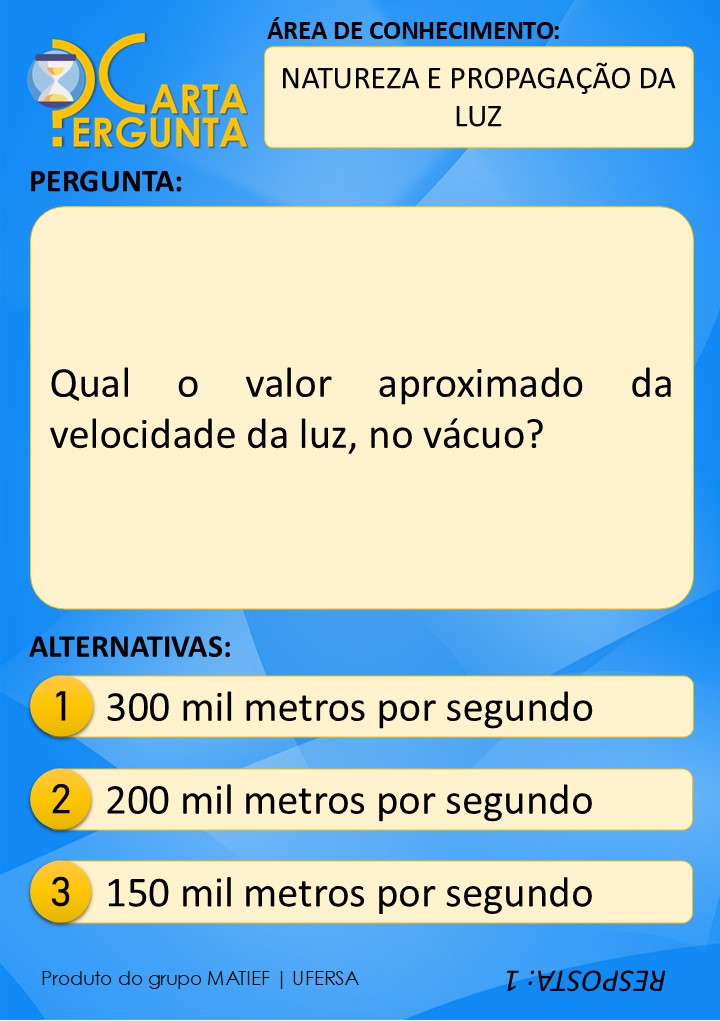 ÁREA DE CONHECIMENTO:
CARTA
PERGUNTA
NATUREZA E PROPAGAÇÃO DA
LUZ
PERGUNTA:
Qual o valor aproximado da
velocidade da luz, no vácuo?
ALTERNATIVAS:
1 300 mil metros por segundo
2 200 mil metros por segundo
3 150 mil metros por segundo
Produto do grupo MATIEF | UFERSA
RESPOSTA: 1